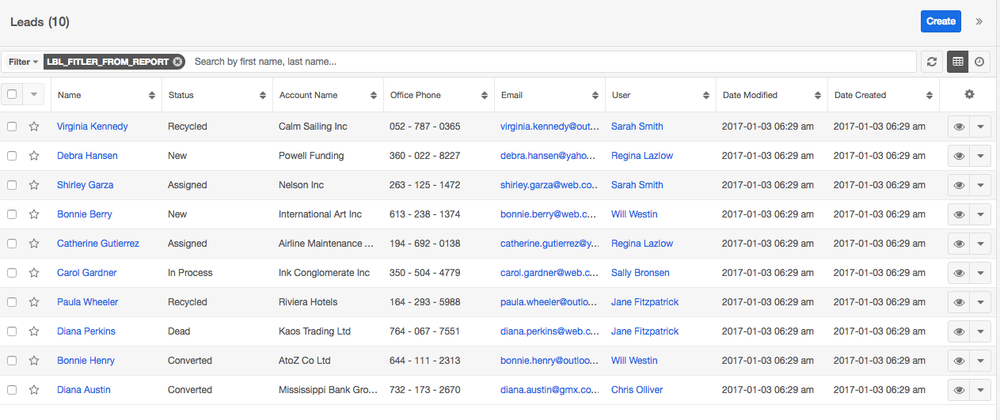 Leads (10) Create »
Filter LBL_FITLER_FROM_REPORT Search by first name, last name...
Name Status Account Name Office Phone Email User Date Modified Date Created
Virginia Kennedy Recycled Calm Sailing Inc 052 - 787 - 0365 virginia.kennedy@out... Sarah Smith 2017-01-03 06:29 am 2017-01-03 06:29 am
Debra Hansen New Powell Funding 360 - 022 - 8227 debra.hansen@yaho... Regina Lazlow 2017-01-03 06:29 am 2017-01-03 06:29 am
Shirley Garza Assigned Nelson Inc 263 - 125 - 1472 shirley.garza@web.co... Sarah Smith 2017-01-03 06:29 am 2017-01-03 06:29 am
Bonnie Berry New International Art Inc 613 - 238 - 1374 bonnie.berry@web.c... Will Westin 2017-01-03 06:29 am 2017-01-03 06:29 am
Catherine Gutierrez Assigned Airline Maintenance ... 194 - 692 - 0138 catherine.gutierrez@y... Regina Lazlow 2017-01-03 06:29 am 2017-01-03 06:29 am
Carol Gardner In Process Ink Conglomerate Inc 350 - 504 - 4779 carol.gardner@web.c... Sally Bronsen 2017-01-03 06:29 am 2017-01-03 06:29 am
Paula Wheeler Recycled Riviera Hotels 164 - 293 - 5988 paula.wheeler@outlo... Jane Fitzpatrick 2017-01-03 06:29 am 2017-01-03 06:29 am
Diana Perkins Dead Kaos Trading Ltd 764 - 067 - 7551 diana.perkins@web.c... Jane Fitzpatrick 2017-01-03 06:29 am 2017-01-03 06:29 am
Bonnie Henry Converted AtoZ Co Ltd 644 - 111 - 2313 bonnie.henry@outloo... Will Westin 2017-01-03 06:29 am 2017-01-03 06:29 am
Diana Austin Converted Mississippi Bank Gro... 732 - 173 - 2670 diana.austin@gmx.co... Chris Olliver 2017-01-03 06:29 am 2017-01-03 06:29 am